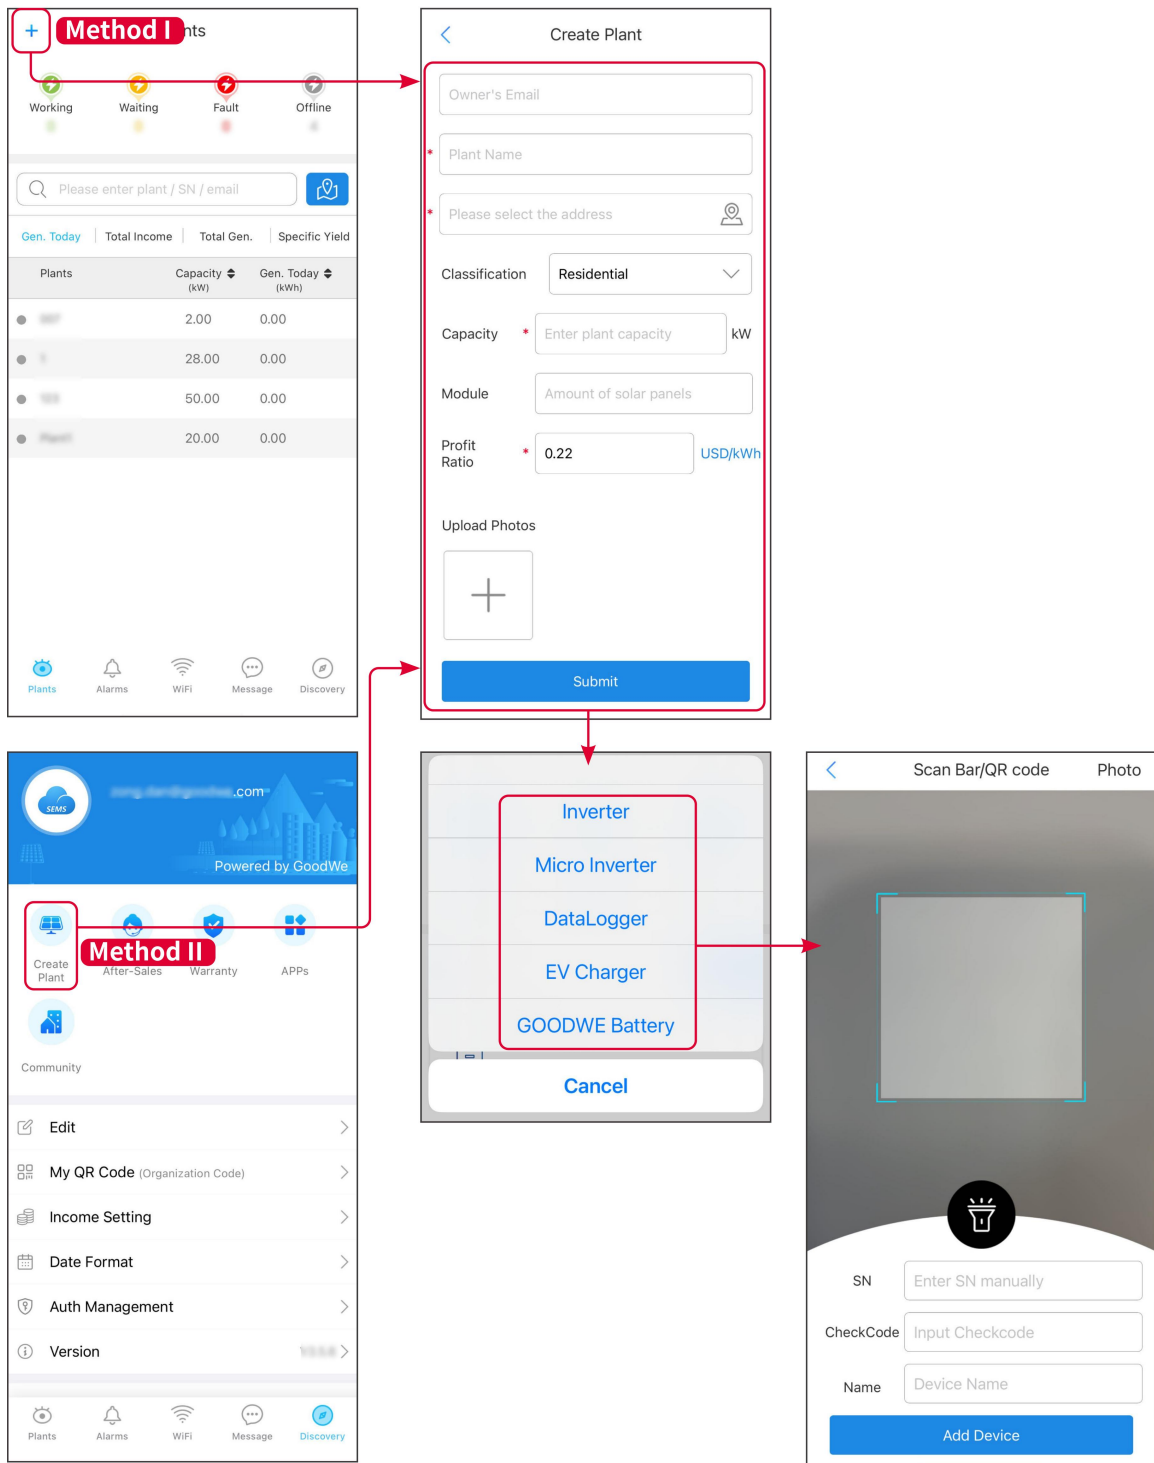 +
Method I
nts
Working
Waiting
Fault
Offline
4
Please enter plant / SN / email
Gen. Today
Total Income
Total Gen.
Specific Yield
Plants
Capacity
(kW)
Gen. Today
(kWh)
2.00
0.00
28.00
0.00
50.00
0.00
20.00
0.00
Plants
Alarms
WiFi
Message
Discovery
Create Plant
Owner's Email
* Plant Name
* Please select the address
Classification
Residential
Capacity * Enter plant capacity kW
Module
Amount of solar panels
Profit
Ratio
* 0.22 USD/kWh
Upload Photos
Submit
SEMS
.com
Powered by GoodWe
Create
Plant
Method II
After-Sales
Warranty
APPs
Community
Edit
My QR Code (Organization Code)
Income Setting
Date Format
Auth Management
Version
Plants
Alarms
WiFi
Message
Discovery
Inverter
Micro Inverter
DataLogger
EV Charger
GOODWE Battery
Cancel
Scan Bar/QR code
Photo
SN
Enter SN manually
CheckCode
Input Checkcode
Name
Device Name
Add Device